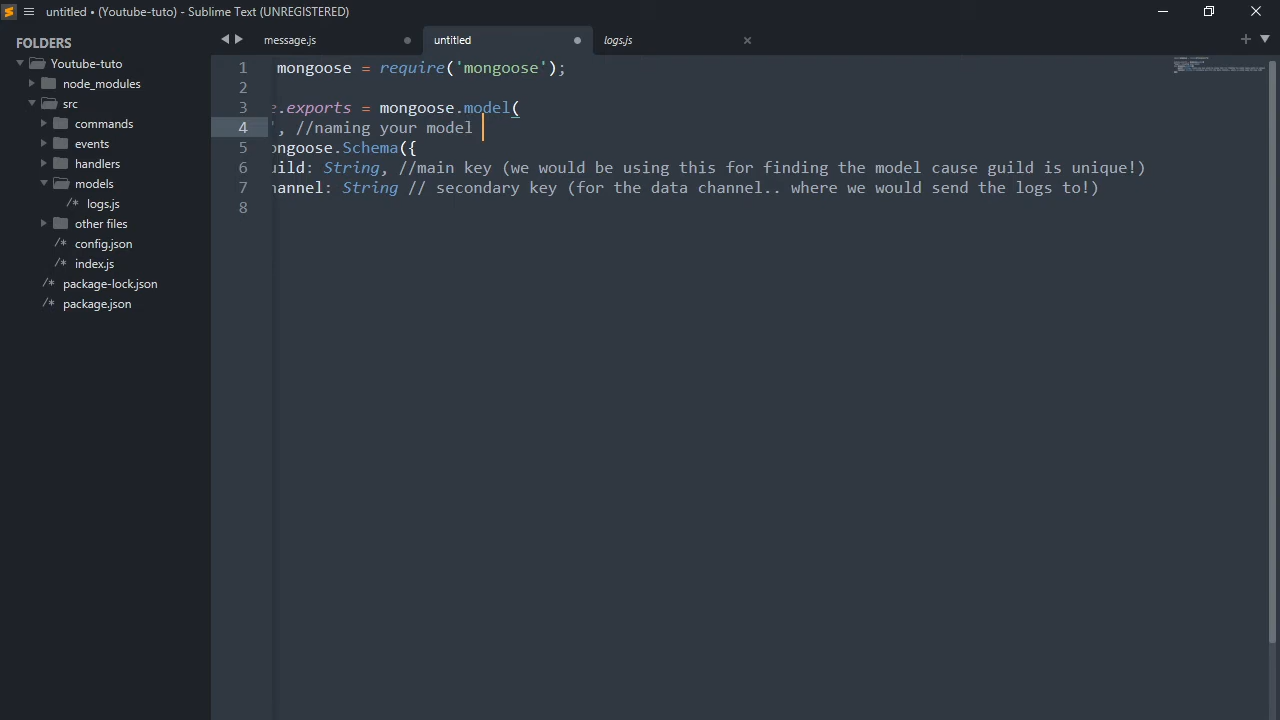 untitled • (Youtube-tuto) - Sublime Text (UNREGISTERED)
FOLDERS
Youtube-tuto
node_modules
src
commands
events
handlers
models
logs.js
other files
config.json
index.js
package-lock.json
package.json
message.js
untitled
logs.js
1 mongoose = require('mongoose');
2
3 e.exports = mongoose.model(
4 ', //naming your model
5 ongoose.Schema({
6 uild: String, //main key (we would be using this for finding the model cause guild is unique!)
7 hannel: String // secondary key (for the data channel.. where we would send the logs to!)
8